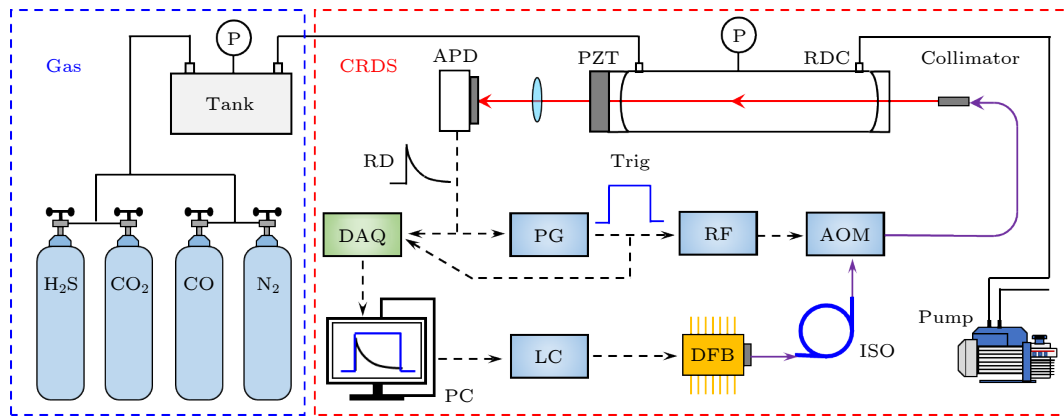 P
P
APD
PZT
RDC
Collimator
Gas
CRDS
Tank
RD
Trig
DAQ
PG
RF
AOM
H₂S
CO₂
CO
N₂
Pump
LC
DFB
ISO
PC